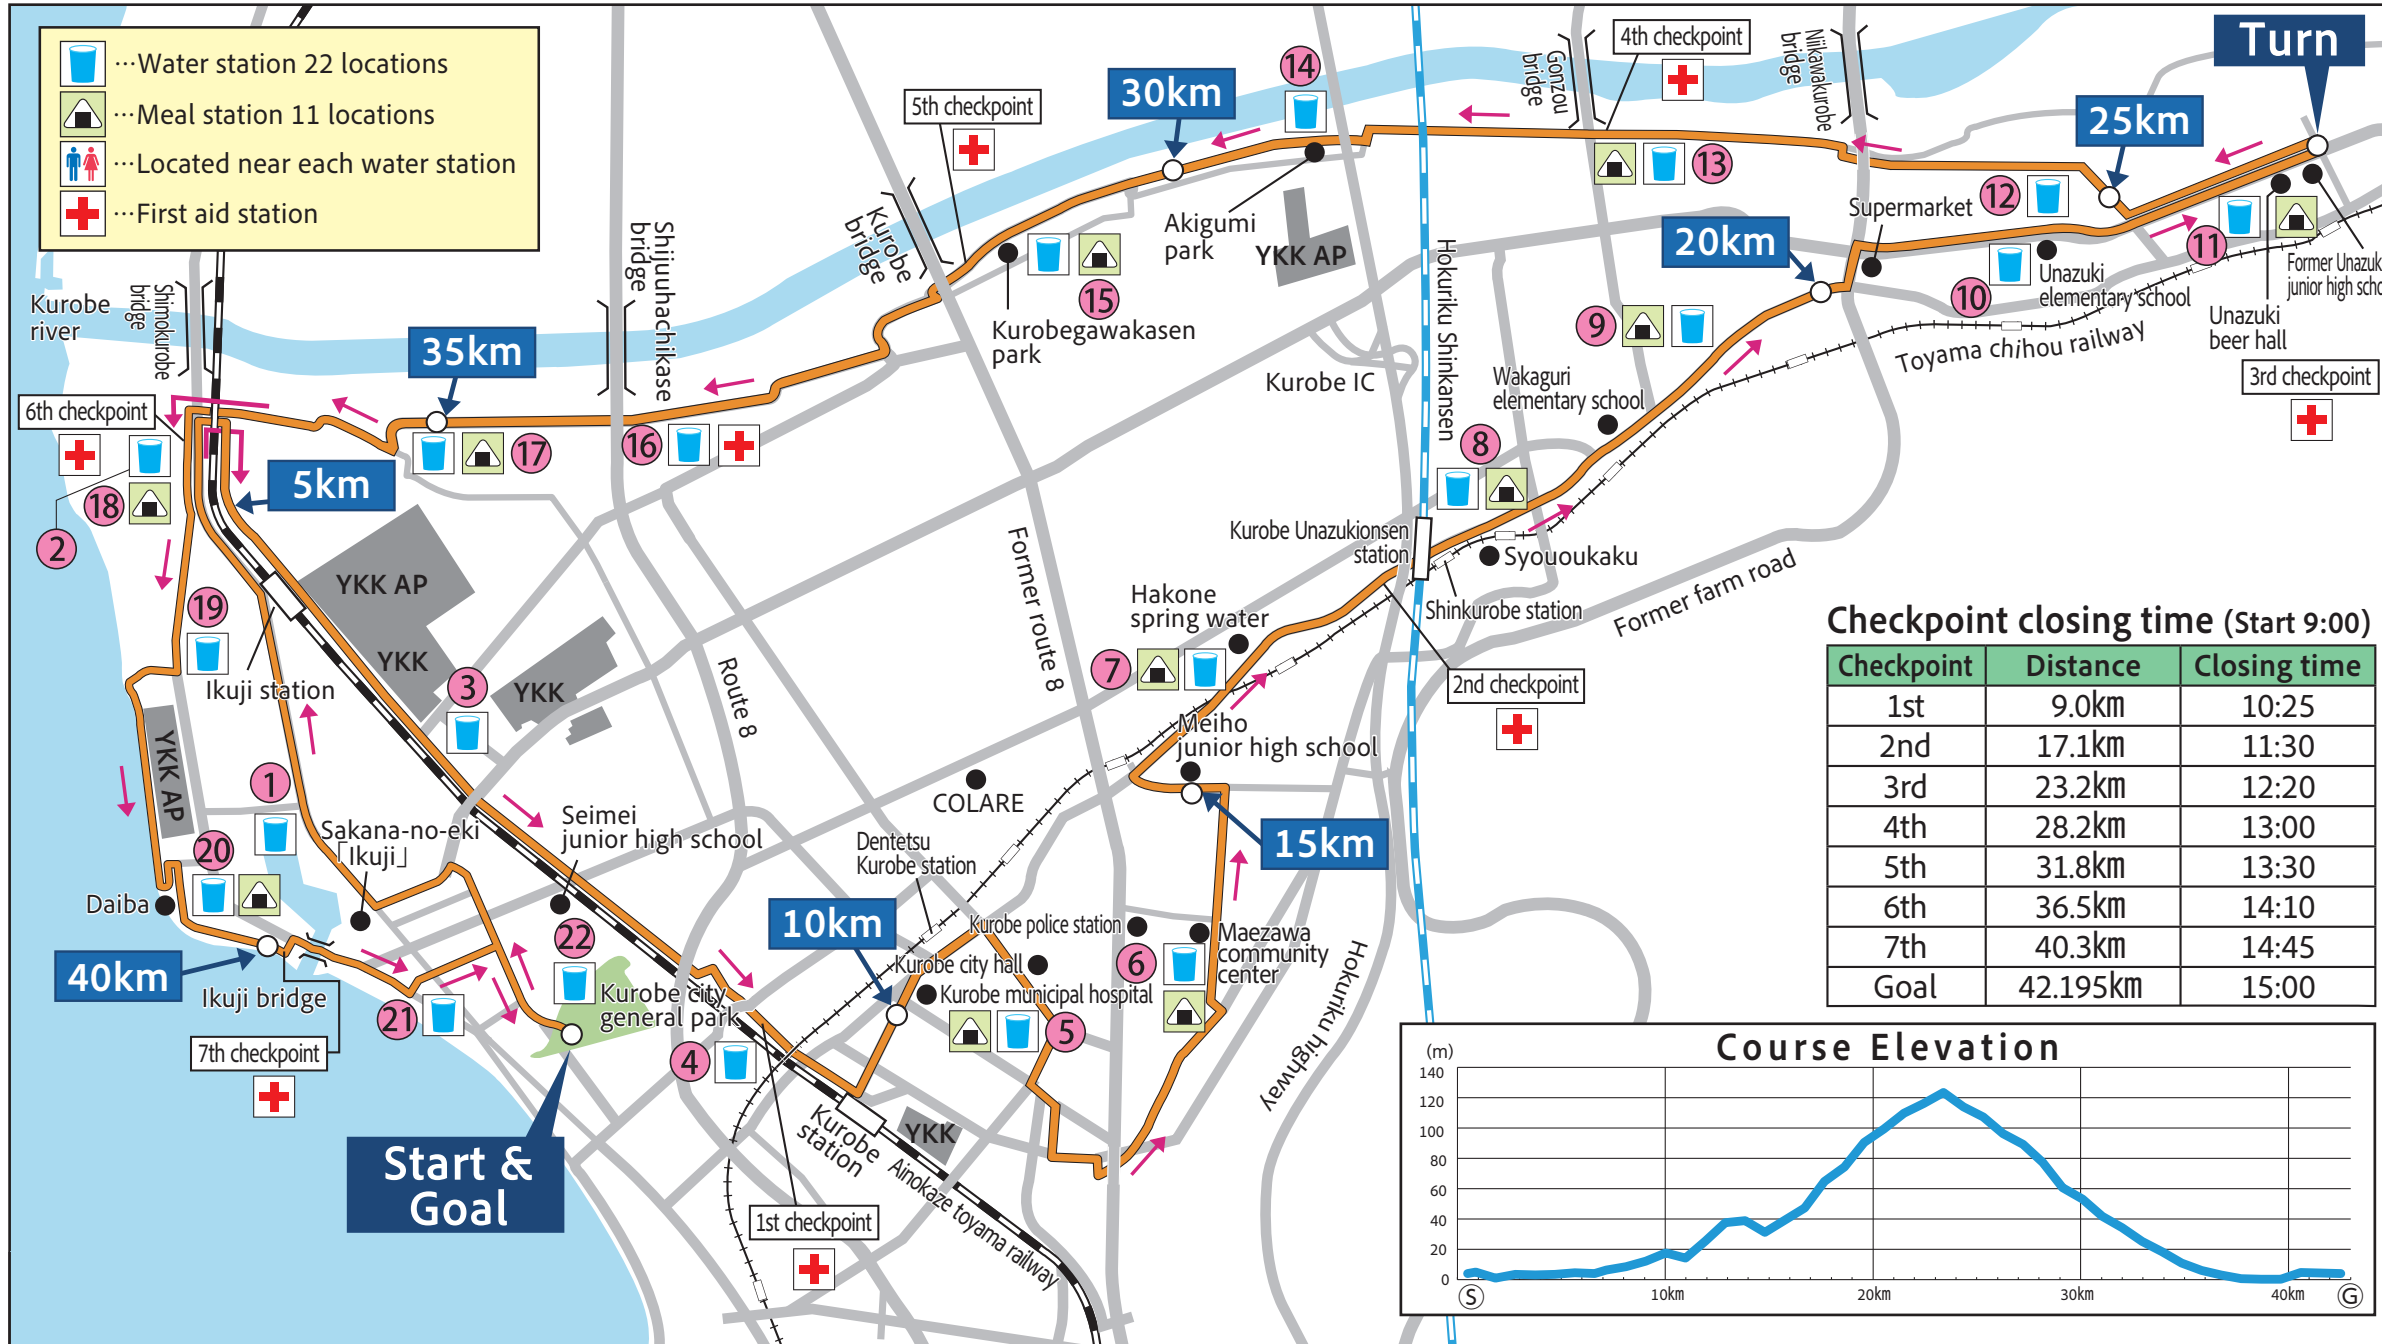 …Water station 22 locations
…Meal station 11 locations
…Located near each water station
…First aid station
Turn
4th checkpoint
14
30km
5th checkpoint
Gonzou
bridge
Niikawakurobe
bridge
25km
13
12
Supermarket
11
Akigumi
park
YKK AP
Hokuriku Shinkansen
20km
10
Unazuki
elementary school
Former Unazuki
junior high school
Unazuki
beer hall
Kurobe
bridge
Shijuuhachikase
bridge
15
Kurobegawakasen
park
9
Toyama chihou railway
3rd checkpoint
Kurobe
river
Shimokurobe
bridge
35km
Kurobe IC
Wakaguri
elementary school
6th checkpoint
17
16
8
5km
18
2
Kurobe Unazukionsen
station
Syououkaku
Former route 8
YKK AP
19
Hakone
spring water
Shinkurobe station
Former farm road
YKK
YKK
3
Ikuji station
7
2nd checkpoint
Route 8
Meiho
junior high school
YKK AP
1
COLARE
Sakana-no-eki
「Ikuji」
Seimei
junior high school
Dentetsu
Kurobe station
15km
20
Daiba
10km
Kurobe police station
Maezawa
community
center
22
6
Kurobe city hall
40km
Ikuji bridge
Kurobe city
general park
Kurobe municipal hospital
21
5
Hokuriku highway
7th checkpoint
4
Start &
Goal
Kurobe
station
YKK
Ainokaze toyama railway
1st checkpoint
Checkpoint closing time (Start 9:00)
Checkpoint Distance Closing time
1st 9.0km 10:25
2nd 17.1km 11:30
3rd 23.2km 12:20
4th 28.2km 13:00
5th 31.8km 13:30
6th 36.5km 14:10
7th 40.3km 14:45
Goal 42.195km 15:00
Course Elevation
(m)
140
120
100
80
60
40
20
0
S 10km 20km 30km 40km G